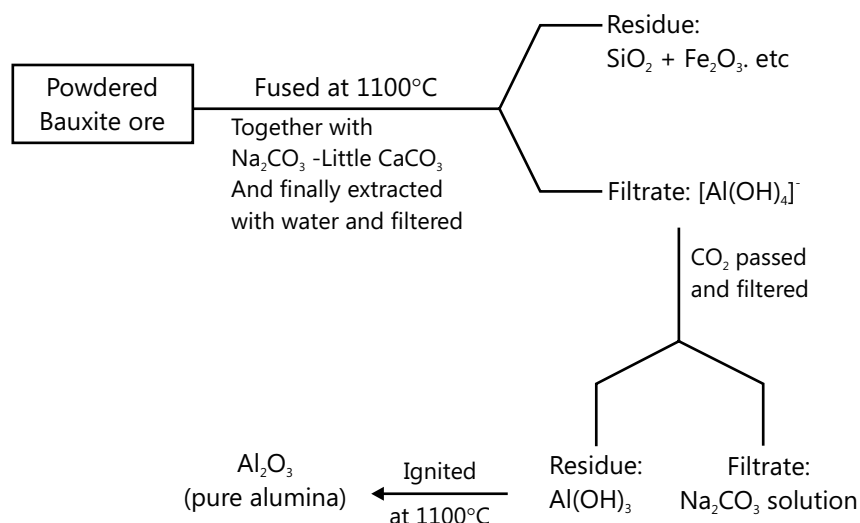 Powdered
Bauxite ore
Fused at 1100°C
Together with
Na₂CO₃ -Little CaCO₃
And finally extracted
with water and filtered
Residue:
SiO₂ + Fe₂O₃. etc
Filtrate: [Al(OH)₄]⁻
CO₂ passed
and filtered
Residue:
Al(OH)₃
Filtrate:
Na₂CO₃ solution
Ignited
at 1100°C
Al₂O₃
(pure alumina)